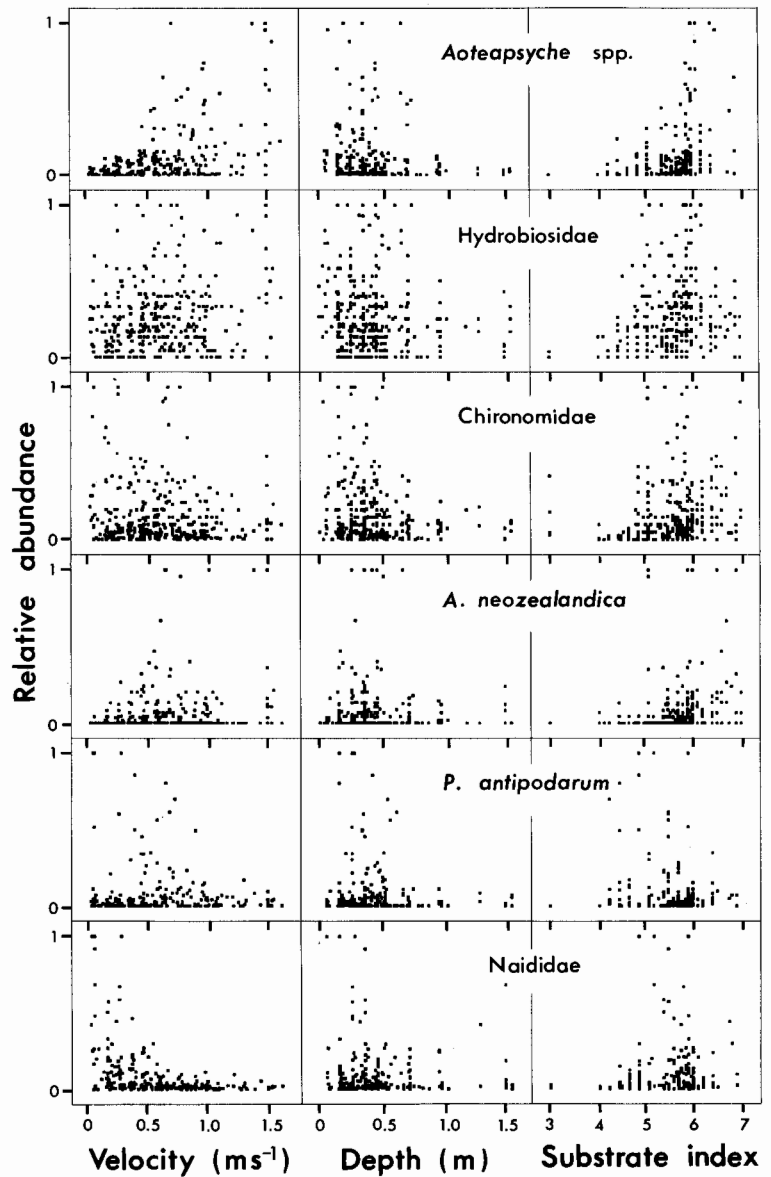 1
Aoteapsyche spp.
0
1
Hydrobiosidae
0
1
Chironomidae
0
Relative abundance
1
A. neozealandica
0
1
P. antipodarum
0
1
Naididae
0
0 0.5 1.0 1.5 0 0.5 1.0 1.5 3 4 5 6 7
Velocity (ms⁻¹) Depth (m) Substrate index